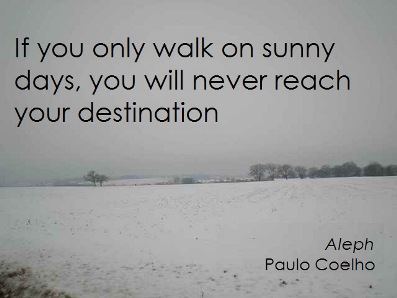 If you only walk on sunny
days, you will never reach
your destination
Aleph
Paulo Coelho